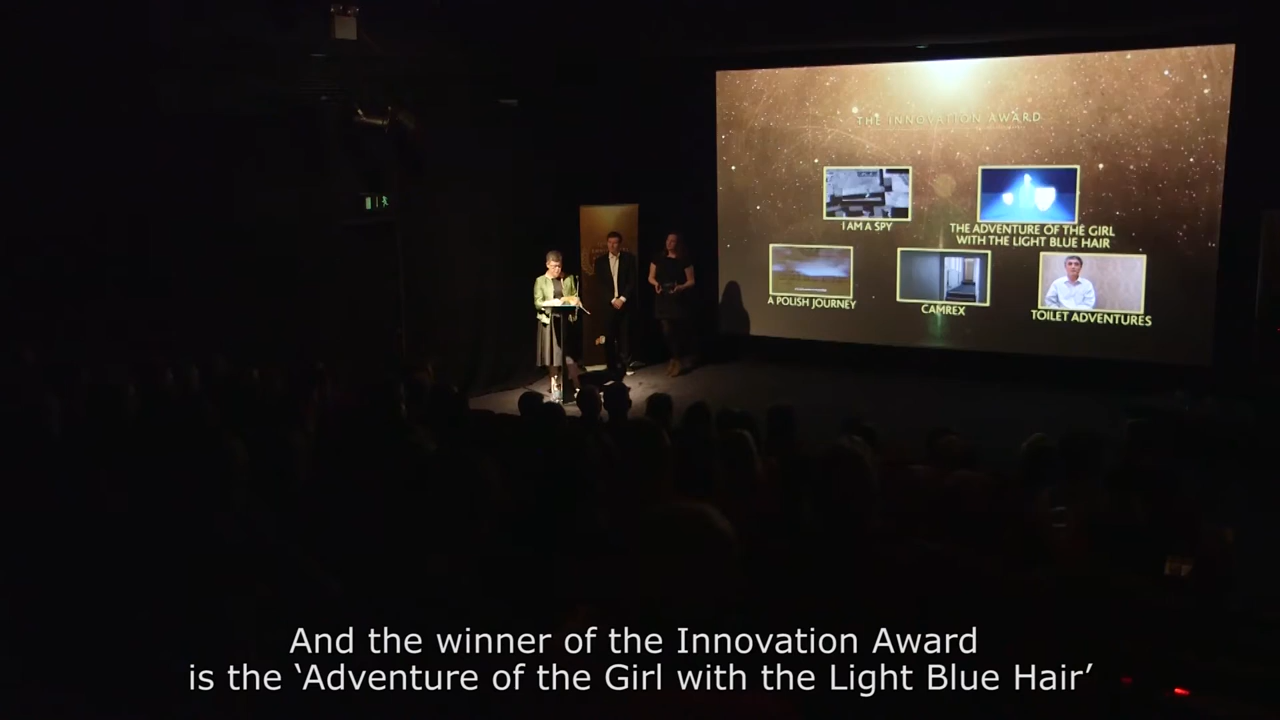 THE INNOVATION AWARD
I AM A SPY
THE ADVENTURE OF THE GIRL
WITH THE LIGHT BLUE HAIR
A POLISH JOURNEY
CAMREX
TOILET ADVENTURES
And the winner of the Innovation Award
is the ‘Adventure of the Girl with the Light Blue Hair’